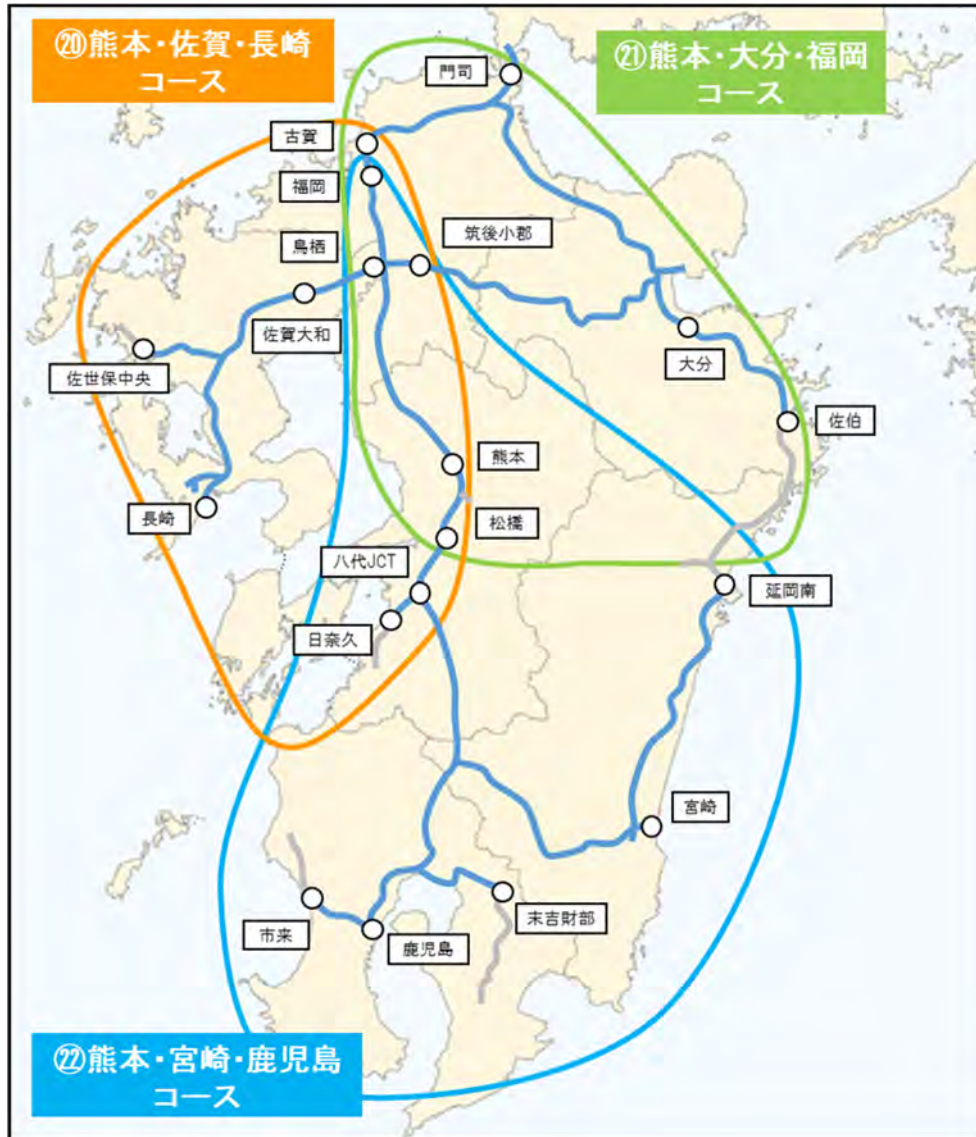 ⑳熊本・佐賀・長崎
コース
㉑熊本・大分・福岡
コース
門司
古賀
福岡
筑後小郡
鳥栖
佐賀大和
佐世保中央
大分
佐伯
熊本
長崎
松橋
八代JCT
延岡南
日奈久
宮崎
末吉財部
市来
鹿児島
㉒熊本・宮崎・鹿児島
コース